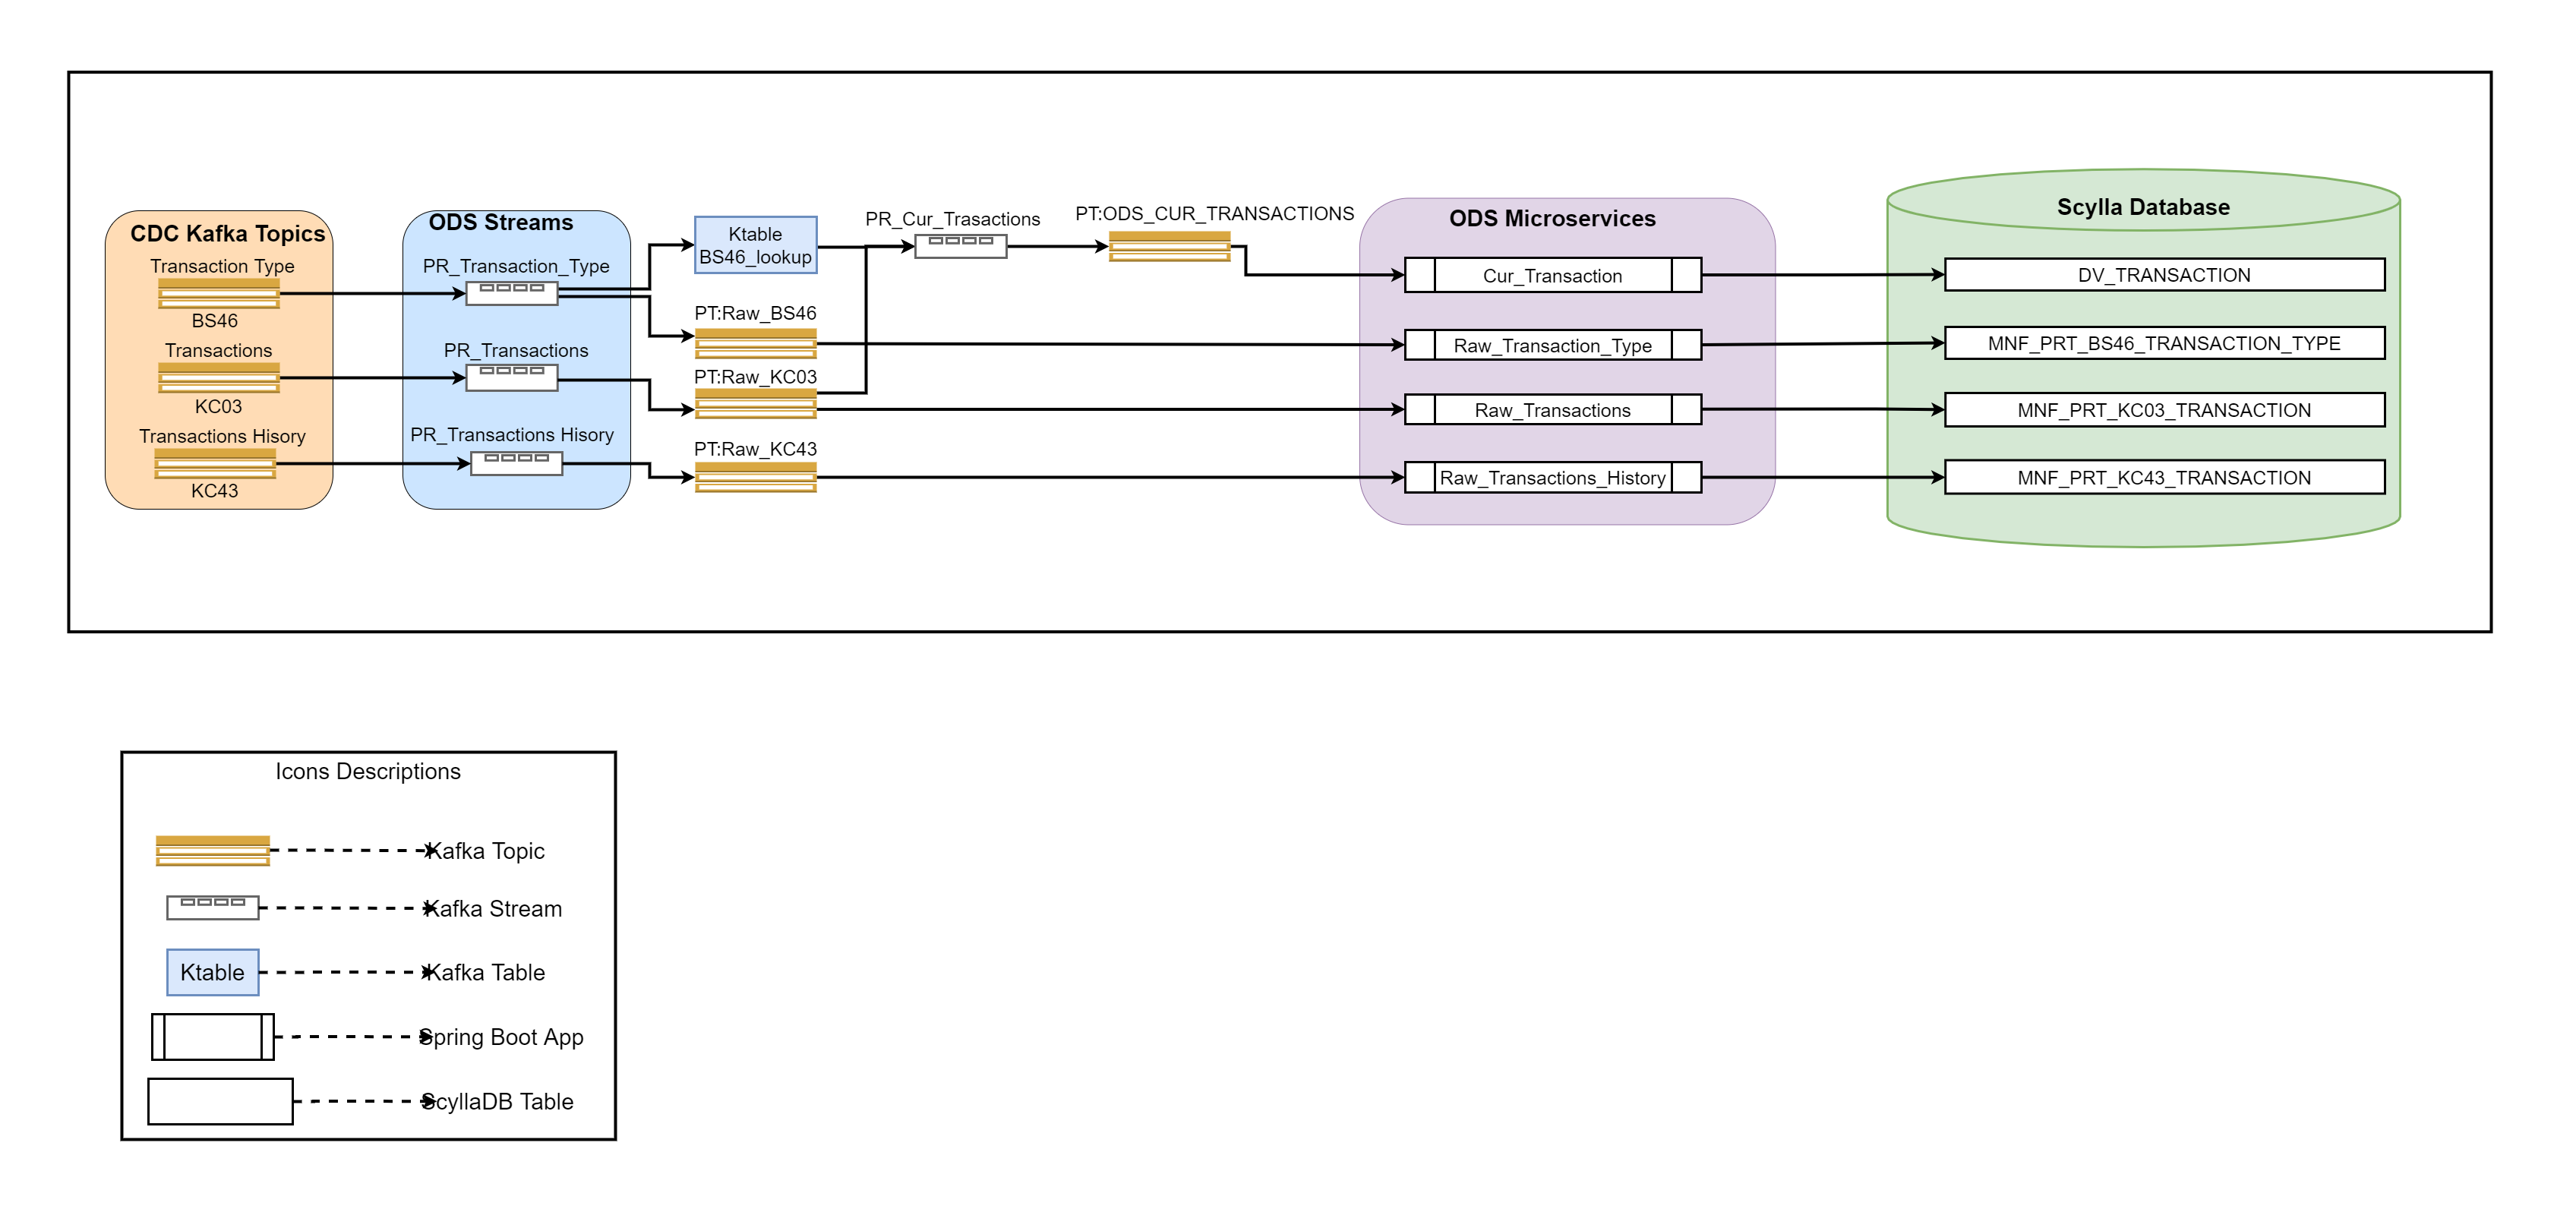 CDC Kafka Topics
Transaction Type
BS46
Transactions
KC03
Transactions Hisory
KC43
ODS Streams
PR_Transaction_Type
PR_Transactions
PR_Transactions Hisory
Ktable
BS46_lookup
PT:Raw_BS46
PT:Raw_KC03
PT:Raw_KC43
PR_Cur_Trasactions
PT:ODS_CUR_TRANSACTIONS
ODS Microservices
Cur_Transaction
Raw_Transaction_Type
Raw_Transactions
Raw_Transactions_History
Scylla Database
DV_TRANSACTION
MNF_PRT_BS46_TRANSACTION_TYPE
MNF_PRT_KC03_TRANSACTION
MNF_PRT_KC43_TRANSACTION
Icons Descriptions
Kafka Topic
Kafka Stream
Ktable
Kafka Table
Spring Boot App
ScyllaDB Table